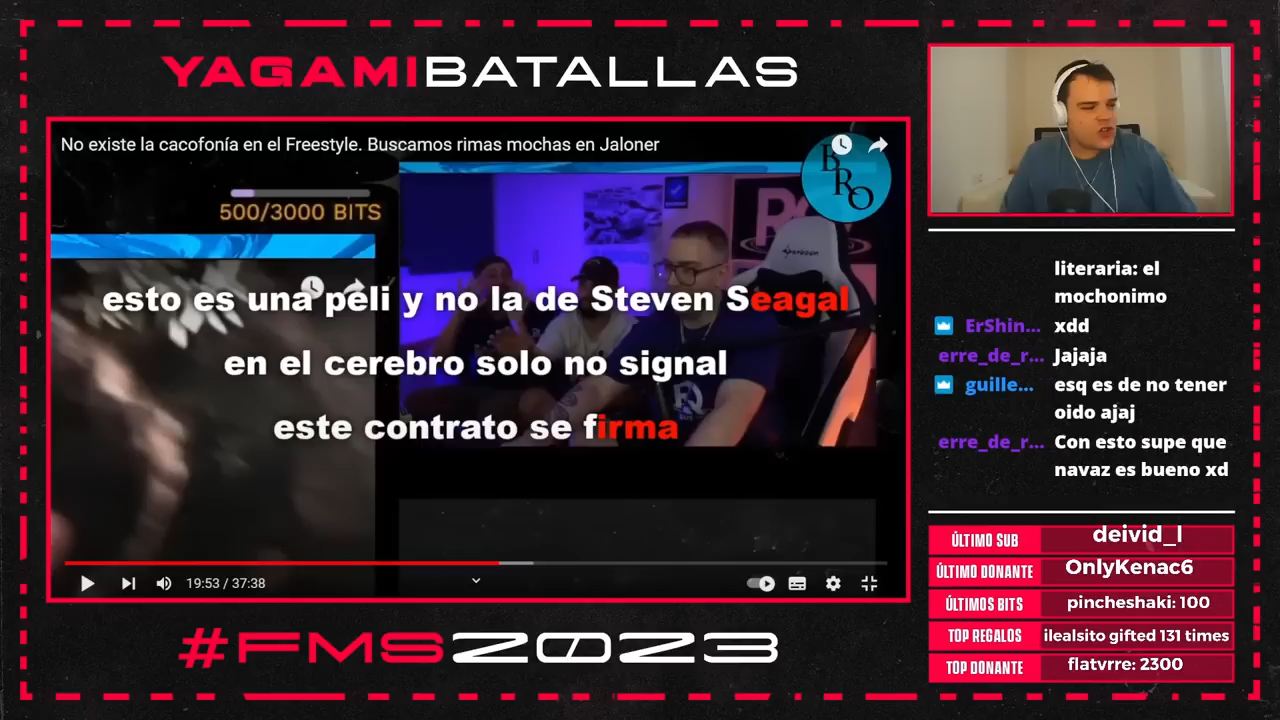 YAGAMIBATALLAS
No existe la cacofonía en el Freestyle. Buscamos rimas mochas en Jaloner
BRO
500/3000 BITS
esto es una peli y no la de Steven Seagal
en el cerebro solo no signal
este contrato se firma
19:53 / 37:38
#FMS2023
literaria: el
mochonimo
ErShin... xdd
erre_de_r... Jajaja
guille... esq es de no tener
oido ajaj
erre_de_r... Con esto supe que
navaz es bueno xd
ÚLTIMO SUB deivid_l
ÚLTIMO DONANTE OnlyKenac6
ÚLTIMOS BITS pincheshaki: 100
TOP REGALOS ilealsito gifted 131 times
TOP DONANTE flatvrre: 2300